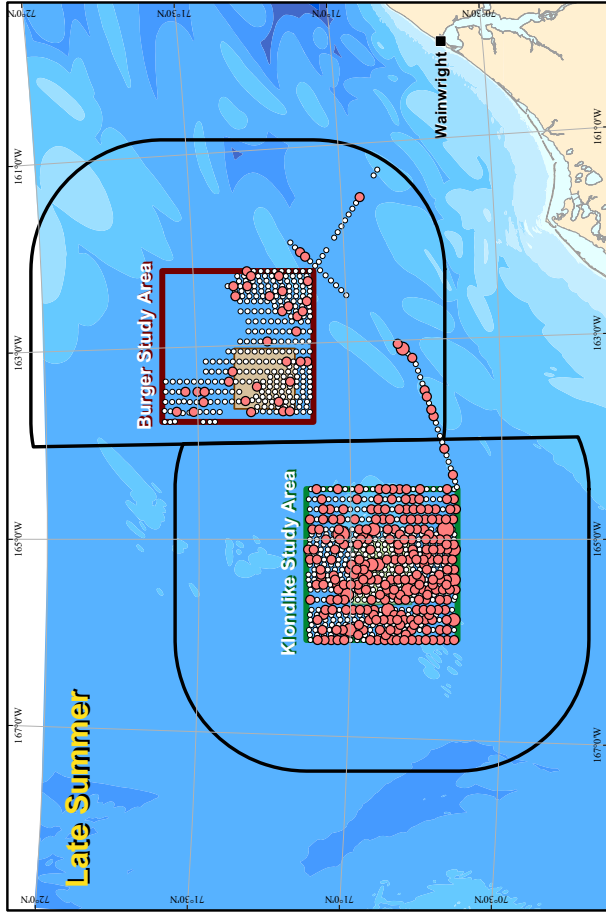 Late Summer
72°0'N
71°30'N
71°0'N
70°30'N
72°0'N
71°30'N
71°0'N
70°30'N
167°0'W
165°0'W
163°0'W
161°0'W
167°0'W
165°0'W
163°0'W
161°0'W
Klondike Study Area
Burger Study Area
Wainwright